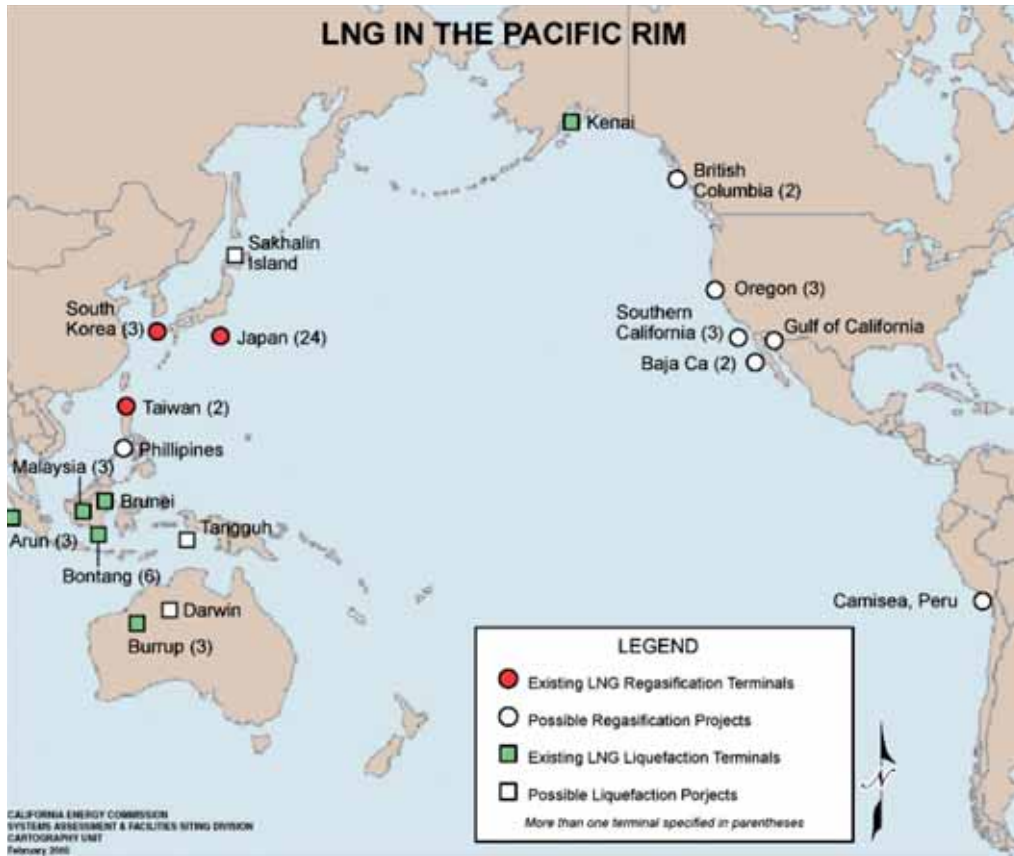 LNG IN THE PACIFIC RIM
Kenai
British
Columbia (2)
Sakhalin
Island
Oregon (3)
South
Korea (3)
Japan (24)
Southern
California (3)
Gulf of California
Baja Ca (2)
Taiwan (2)
Phillipines
Malaysia (3)
Brunei
Arun (3)
Tangguh
Bontang (6)
Darwin
Burrup (3)
Camisea, Peru
LEGEND
Existing LNG Regasification Terminals
Possible Regasification Projects
Existing LNG Liquefaction Terminals
Possible Liquefaction Porjects
More than one terminal specified in parentheses
N
CALIFORNIA ENERGY COMMISSION
SYSTEMS ASSESSMENT & FACILITIES SITING DIVISION
CARTOGRAPHY UNIT
February